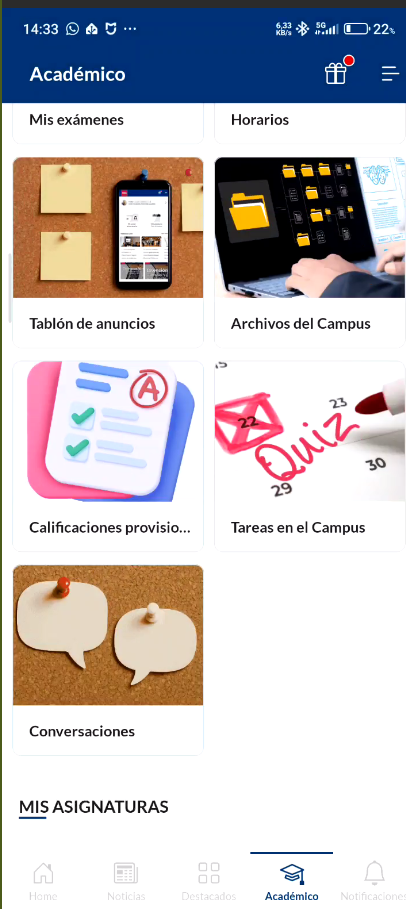 14:33 6,33 KB/s 5G 22%
Académico
Mis exámenes Horarios
Tablón de anuncios Archivos del Campus
A
22 23
Quiz
29 30
Calificaciones provisio... Tareas en el Campus
Conversaciones
MIS ASIGNATURAS
Home Noticias Destacados Académico Notificaciones